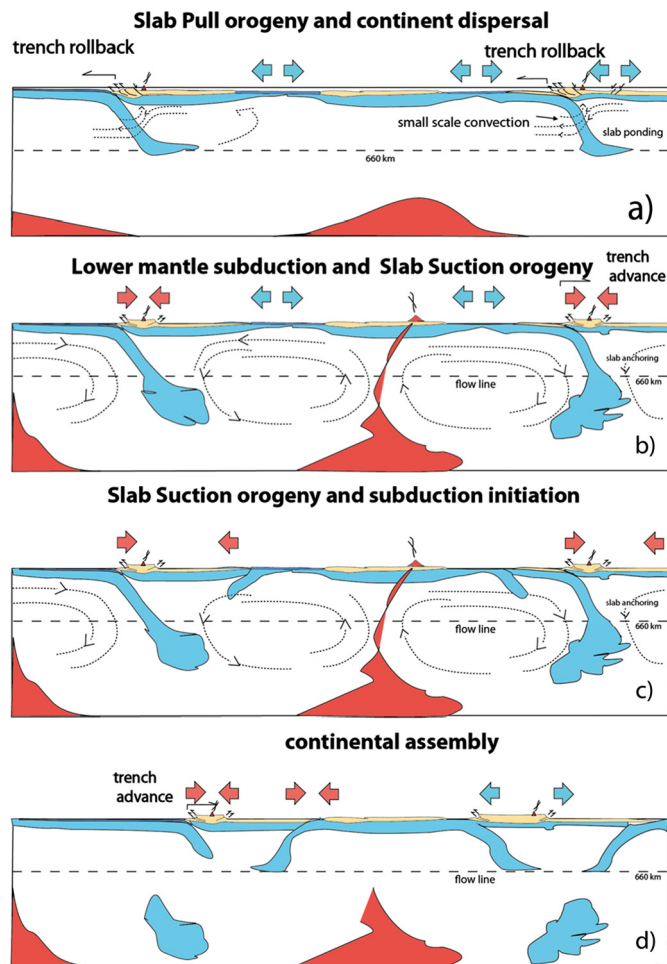 Slab Pull orogeny and continent dispersal
trench rollback
trench rollback
small scale convection
slab ponding
660 km
a)
Lower mantle subduction and Slab Suction orogeny
trench
advance
slab anchoring
660 km
flow line
b)
Slab Suction orogeny and subduction initiation
slab anchoring
660 km
flow line
c)
continental assembly
trench
advance
flow line
660 km
d)